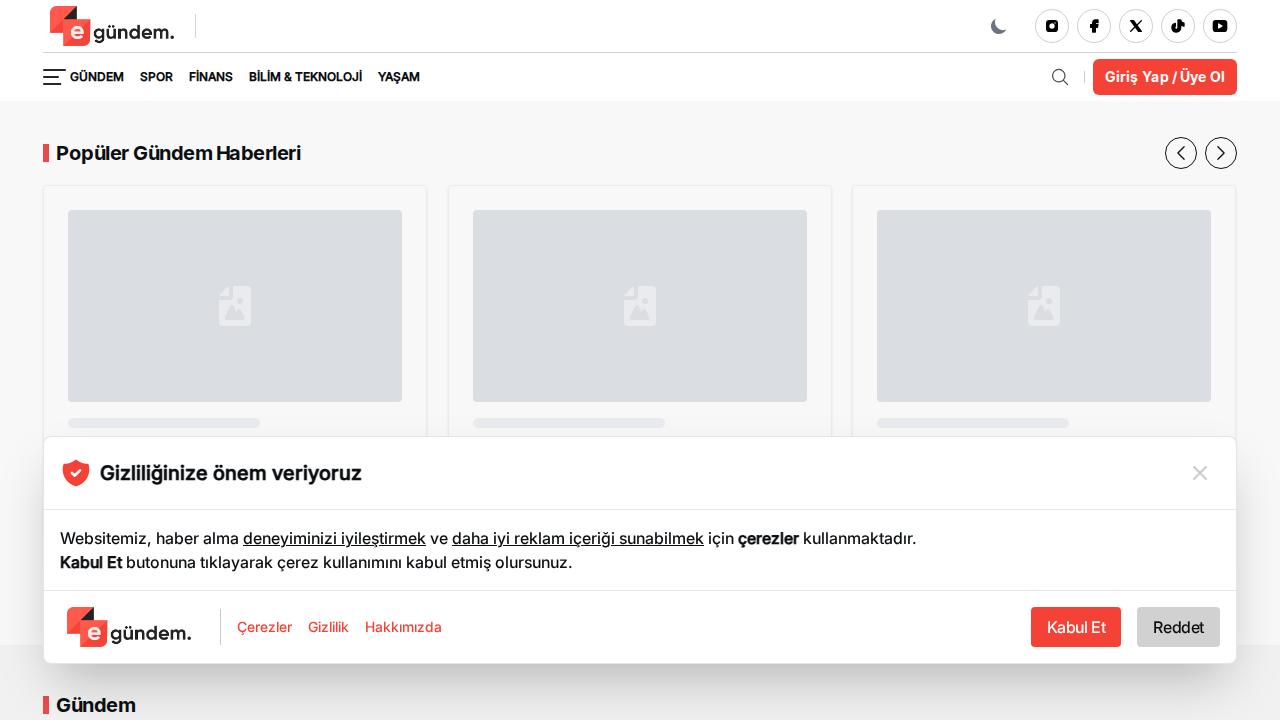 e gündem.
GÜNDEM SPOR FİNANS BİLİM & TEKNOLOJİ YAŞAM
Giriş Yap / Üye Ol
Popüler Gündem Haberleri
Gizliliğinize önem veriyoruz
Websitemiz, haber alma deneyiminizi iyileştirmek ve daha iyi reklam içeriği sunabilmek için çerezler kullanmaktadır.
Kabul Et butonuna tıklayarak çerez kullanımını kabul etmiş olursunuz.
e gündem. Çerezler Gizlilik Hakkımızda Kabul Et Reddet
Gündem